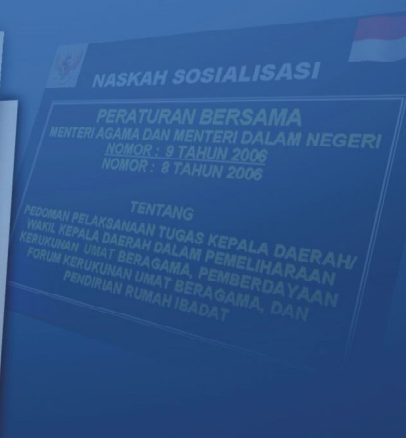 NASKAH SOSIALISASI
PERATURAN BERSAMA
MENTERI AGAMA DAN MENTERI DALAM NEGERI
NOMOR : 9 TAHUN 2006
NOMOR : 8 TAHUN 2006
TENTANG
PEDOMAN PELAKSANAAN TUGAS KEPALA DAERAH/
WAKIL KEPALA DAERAH DALAM PEMELIHARAAN
KERUKUNAN UMAT BERAGAMA, PEMBERDAYAAN
FORUM KERUKUNAN UMAT BERAGAMA, DAN
PENDIRIAN RUMAH IBADAT